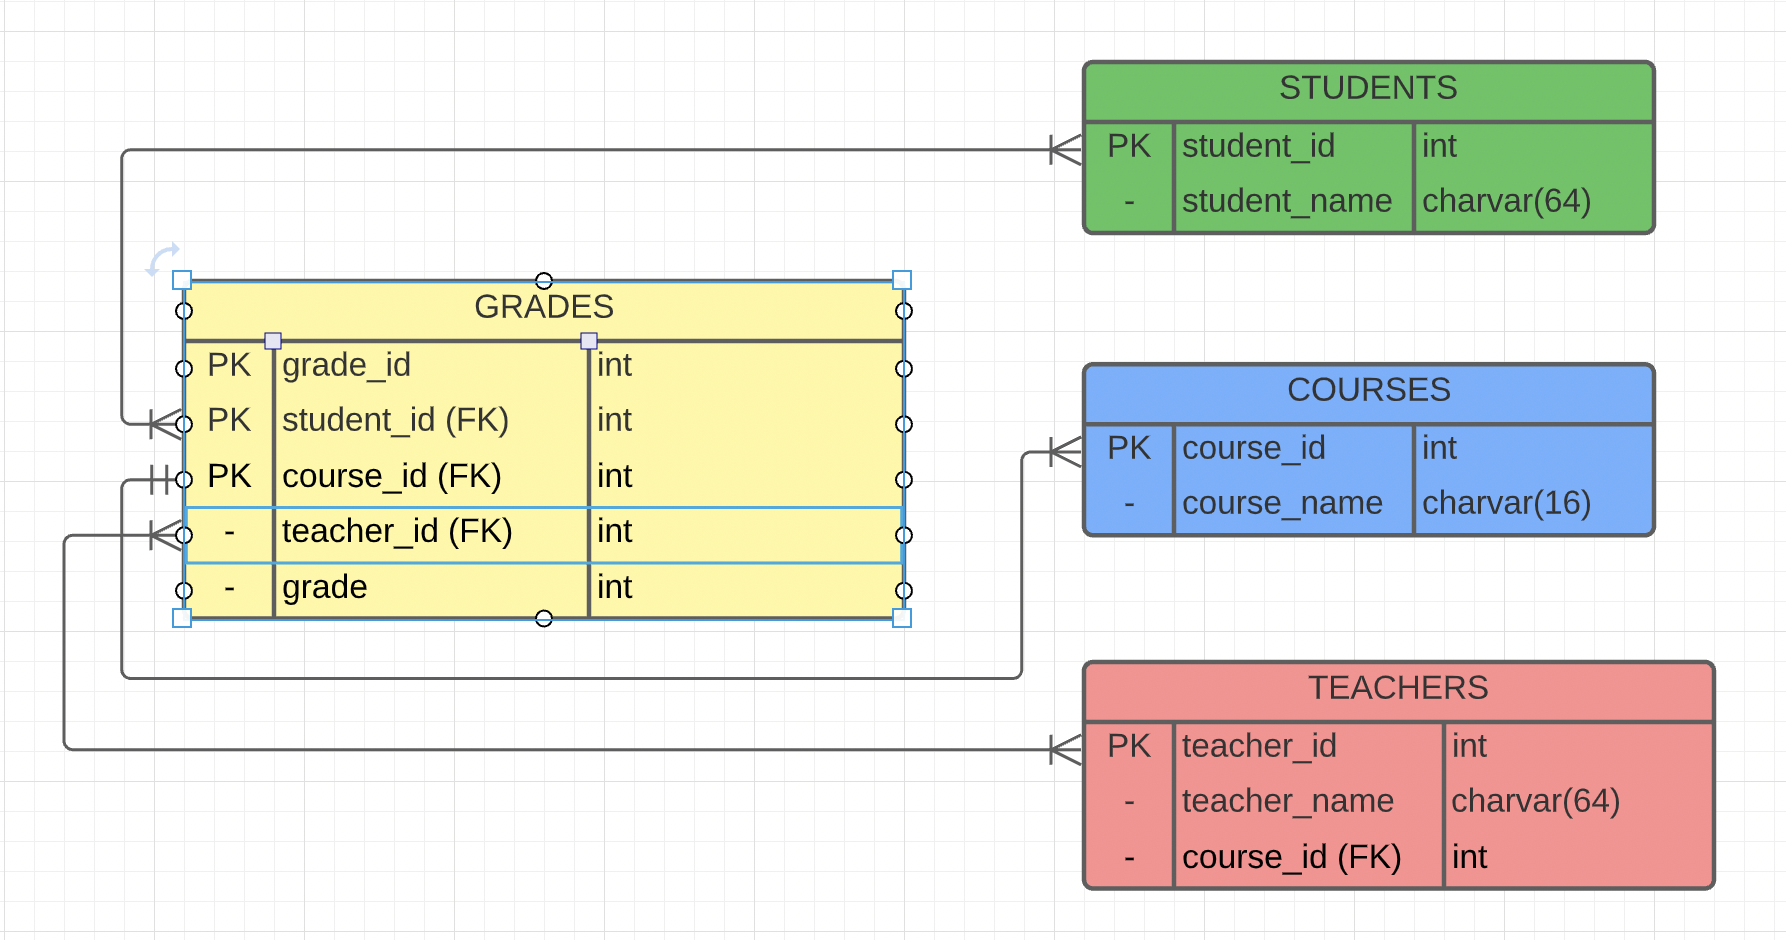 STUDENTS
PK student_id int
- student_name charvar(64)
GRADES
PK grade_id int
PK student_id (FK) int
PK course_id (FK) int
- teacher_id (FK) int
- grade int
COURSES
PK course_id int
- course_name charvar(16)
TEACHERS
PK teacher_id int
- teacher_name charvar(64)
- course_id (FK) int